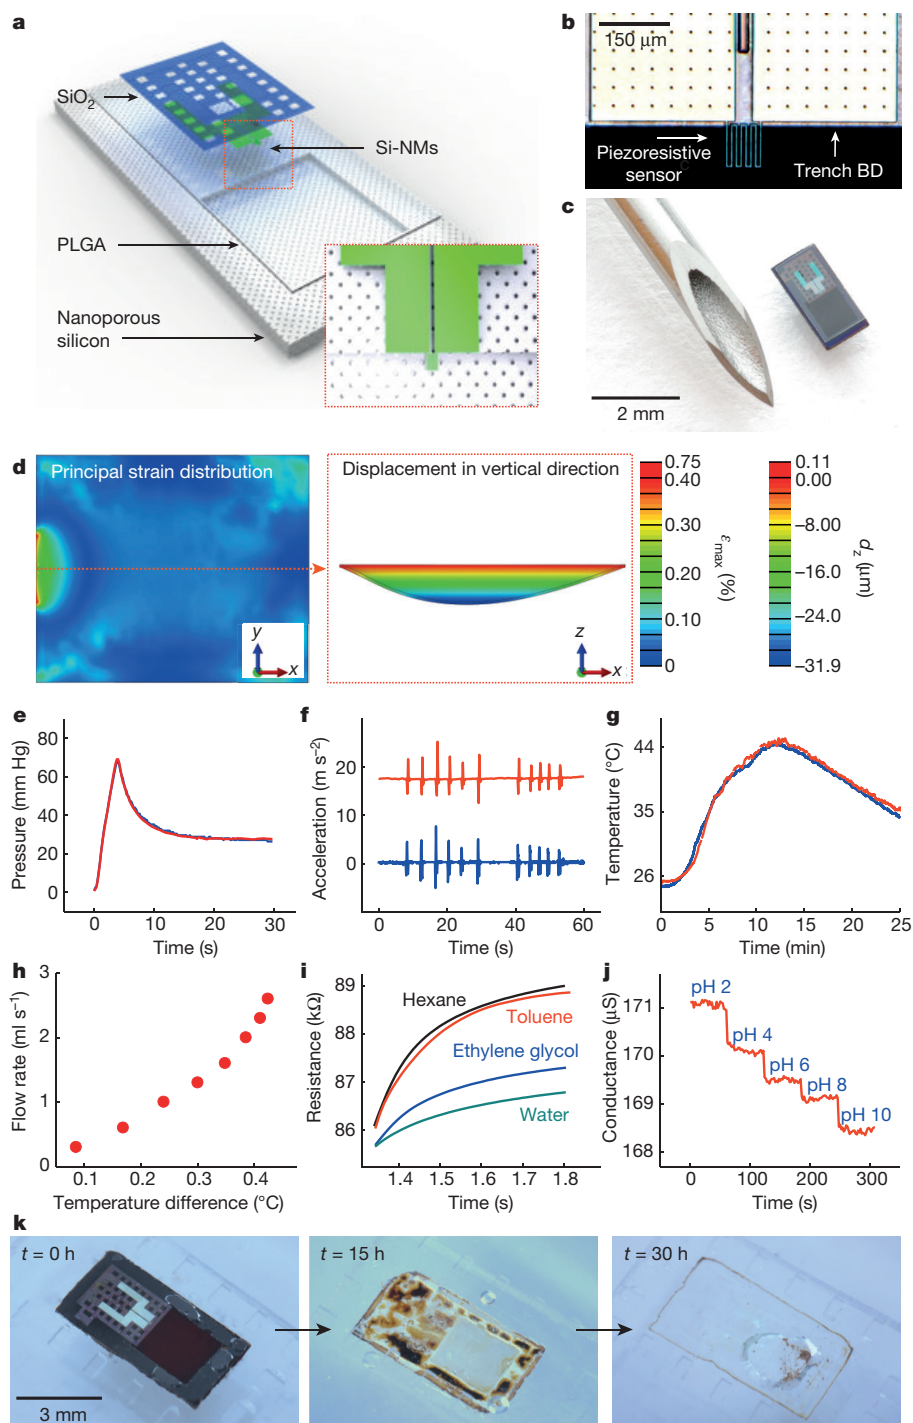 a
SiO2
Si-NMs
PLGA
Nanoporous
silicon
b
150 μm
Piezoresistive
sensor
Trench BD
c
2 mm
d
Principal strain distribution
y
x
Displacement in vertical direction
z
x
0.75
0.40
0.30
0.20
0.10
0
εmax (%)
0.11
0.00
–8.00
–16.0
–24.0
–31.9
dz (μm)
e
Pressure (mm Hg)
80
60
40
20
0
0 10 20 30
Time (s)
f
Acceleration (m s–2)
20
10
0
–10
0 20 40 60
Time (s)
g
Temperature (°C)
44
35
26
0 5 10 15 20 25
Time (min)
h
Flow rate (ml s–1)
3
2
1
0
0.1 0.2 0.3 0.4
Temperature difference (°C)
i
Resistance (kΩ)
89
88
87
86
Hexane
Toluene
Ethylene glycol
Water
1.4 1.5 1.6 1.7 1.8
Time (s)
j
Conductance (μS)
171
170
169
168
pH 2
pH 4
pH 6
pH 8
pH 10
0 100 200 300
Time (s)
k
t = 0 h
3 mm
t = 15 h
t = 30 h